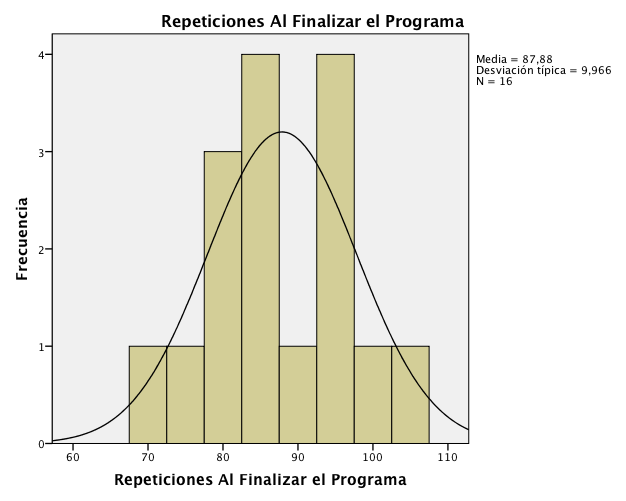 Repeticiones Al Finalizar el Programa
Media = 87,88
Desviación típica = 9,966
N = 16
Frecuencia
4
3
2
1
0
60 70 80 90 100 110
Repeticiones Al Finalizar el Programa